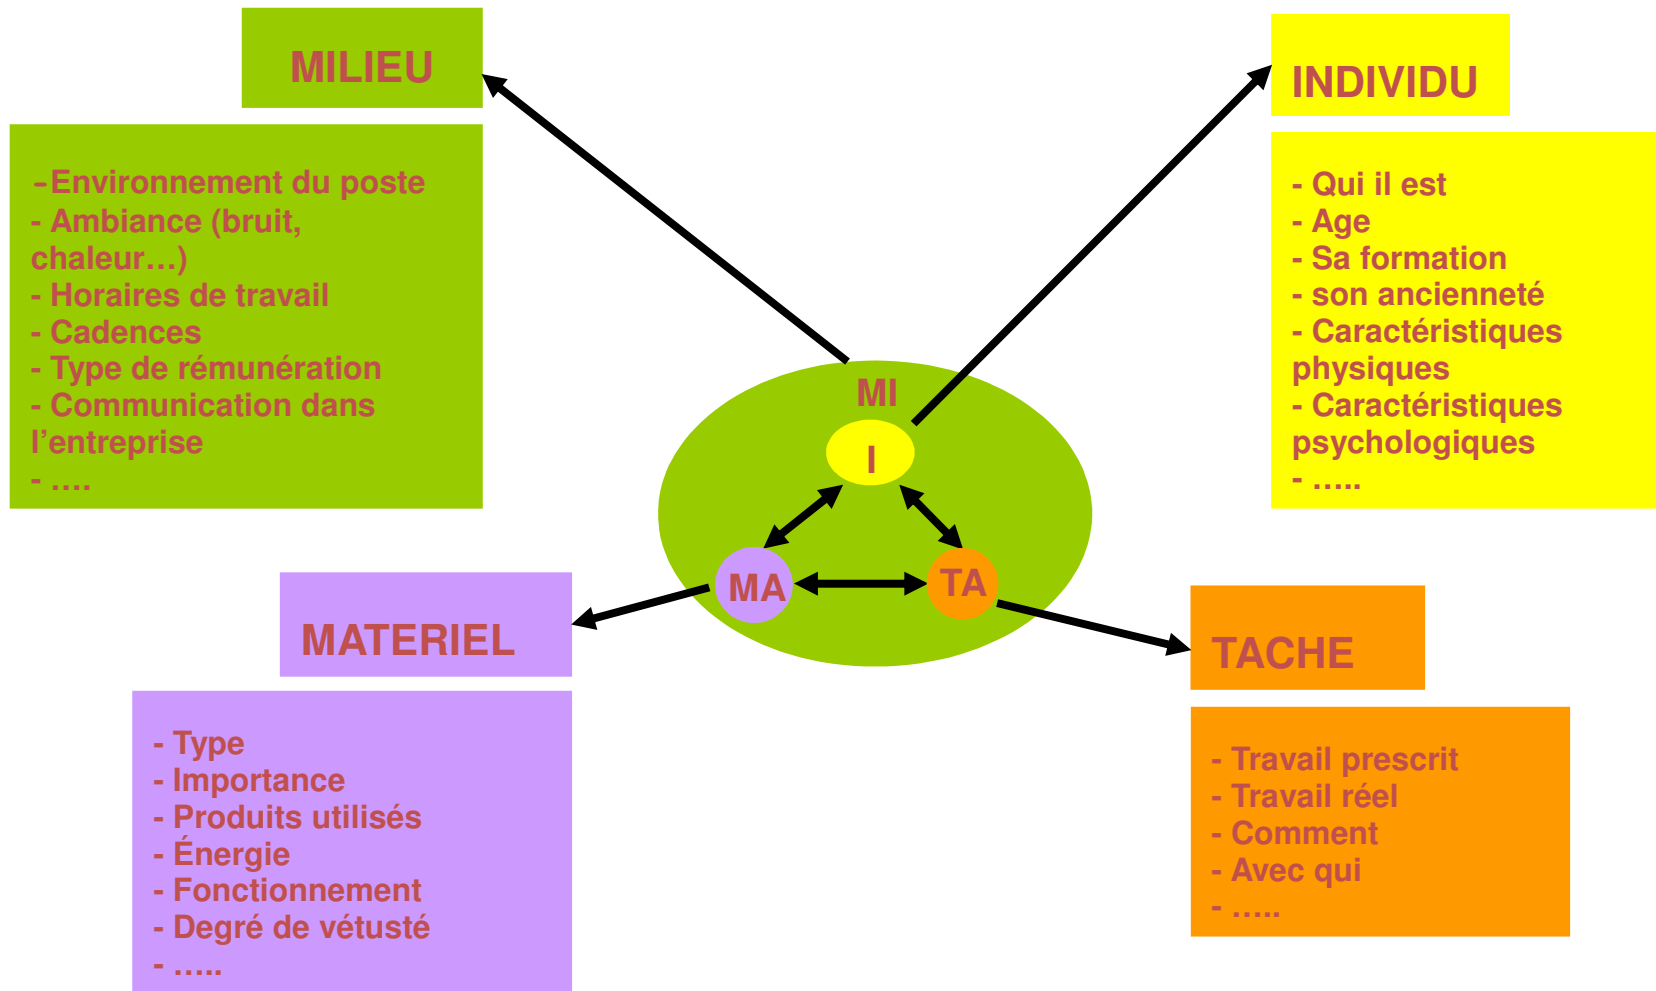 MILIEU
-Environnement du poste
- Ambiance (bruit,
chaleur…)
- Horaires de travail
- Cadences
- Type de rémunération
- Communication dans
l’entreprise
- ….
INDIVIDU
- Qui il est
- Age
- Sa formation
- son ancienneté
- Caractéristiques
physiques
- Caractéristiques
psychologiques
- …..
MI
I
MA
TA
MATERIEL
- Type
- Importance
- Produits utilisés
- Énergie
- Fonctionnement
- Degré de vétusté
- …..
TACHE
- Travail prescrit
- Travail réel
- Comment
- Avec qui
- …..